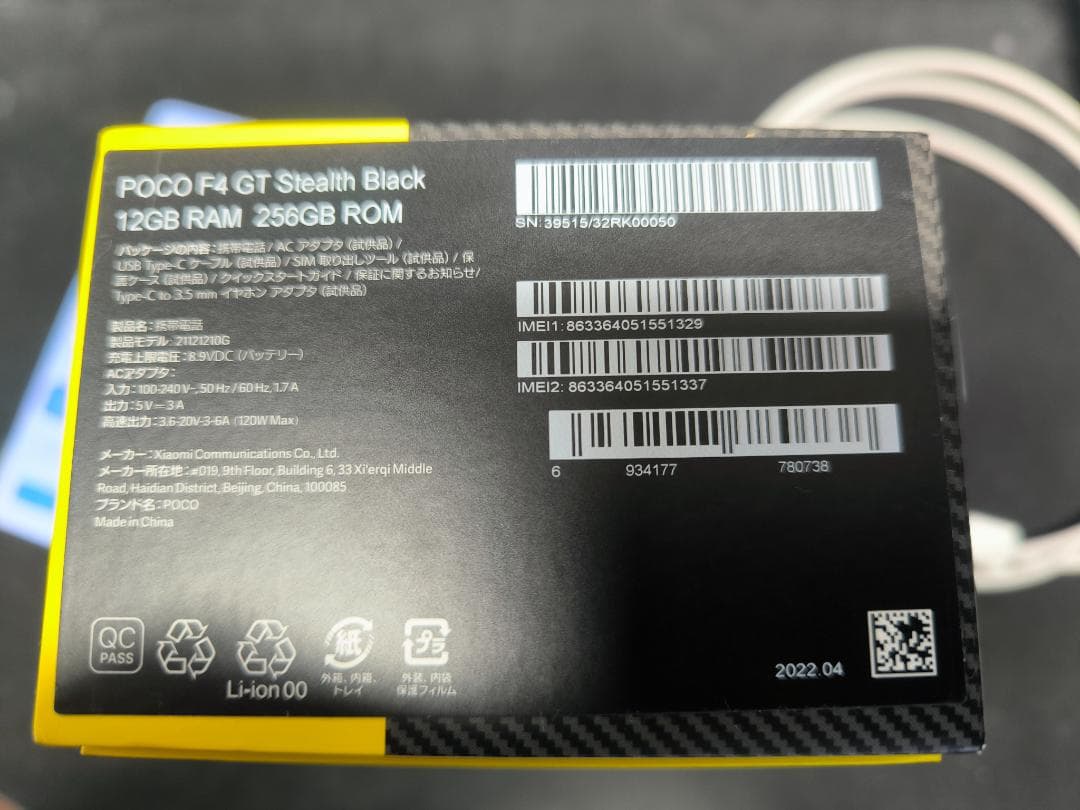 POCO F4 GT Stealth Black
12GB RAM 256GB ROM
パッケージの内容：携帯電話 / AC アダプタ（試供品）/
USB Type-C ケーブル（試供品）/ SIM 取り出しツール（試供品）/ 保
護ケース（試供品）/ クイックスタートガイド / 保証に関するお知らせ/
Type-C to 3.5 mm イヤホン アダプタ（試供品）
製品名：携帯電話
製品モデル：21121210G
充電上限電圧：8.9VDC（バッテリー）
ACアダプタ：
入力：100-240 V~, 50 Hz / 60 Hz, 1.7 A
出力：5 V⎓3 A
高速出力：3.6-20V⎓3-6A (120W Max)
メーカー：Xiaomi Communications Co., Ltd.
メーカー所在地：#019, 9th Floor, Building 6, 33 Xi'erqi Middle
Road, Haidian District, Beijing, China, 100085
ブランド名：POCO
Made in China
SN: 39515/32RK00050
IMEI1: 863364051551329
IMEI2: 863364051551337
6 934177 780738
QC
PASS
Li-ion 00
紙
外箱、内箱、
トレイ
プラ
外装、内袋
保護フィルム
2022.04